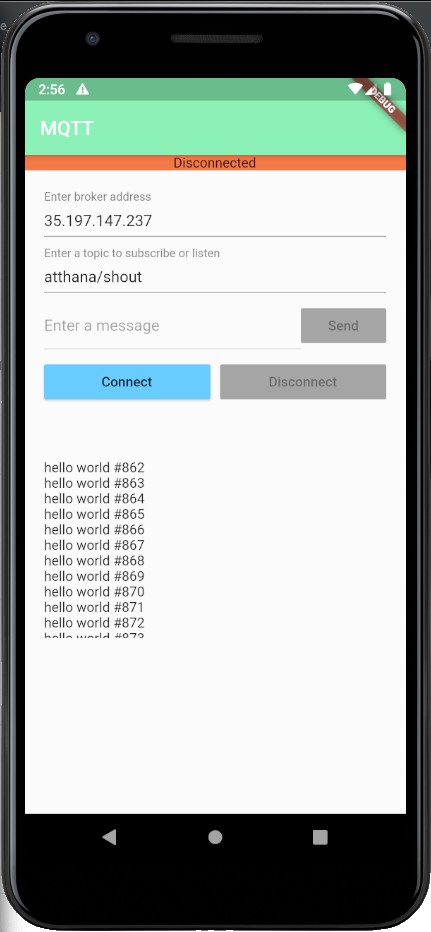 2:56
DEBUG
MQTT
Disconnected
Enter broker address
35.197.147.237
Enter a topic to subscribe or listen
atthana/shout
Enter a message
Send
Connect
Disconnect
hello world #862
hello world #863
hello world #864
hello world #865
hello world #866
hello world #867
hello world #868
hello world #869
hello world #870
hello world #871
hello world #872
hello world #873